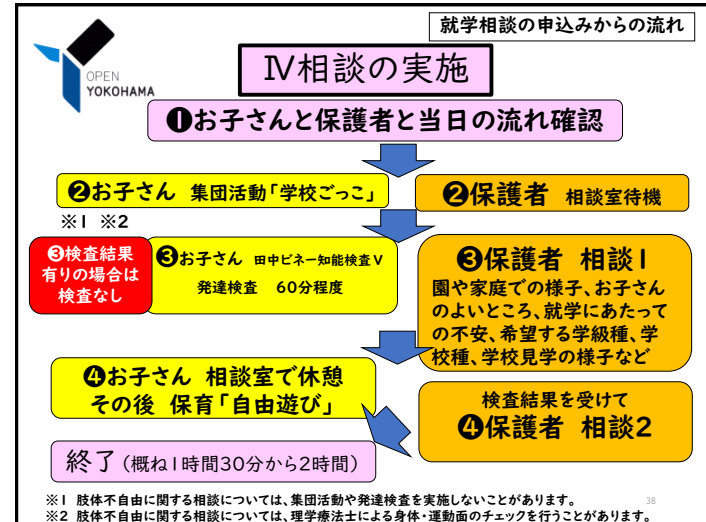 就学相談の申込みからの流れ
OPEN
YOKOHAMA
Ⅳ相談の実施
❶お子さんと保護者と当日の流れ確認
❷お子さん 集団活動「学校ごっこ」
❷保護者 相談室待機
※1 ※2
❸検査結果
有りの場合は
検査なし
❸お子さん 田中ビネー知能検査Ⅴ
発達検査 60分程度
❸保護者 相談1
園や家庭での様子、お子さん
のよいところ、就学にあたって
の不安、希望する学級種、学
校種、学校見学の様子など
❹お子さん 相談室で休憩
その後 保育「自由遊び」
検査結果を受けて
❹保護者 相談2
終了(概ね1時間30分から2時間)
※1 肢体不自由に関する相談については、集団活動や発達検査を実施しないことがあります。
38
※2 肢体不自由に関する相談については、理学療法士による身体・運動面のチェックを行うことがあります。